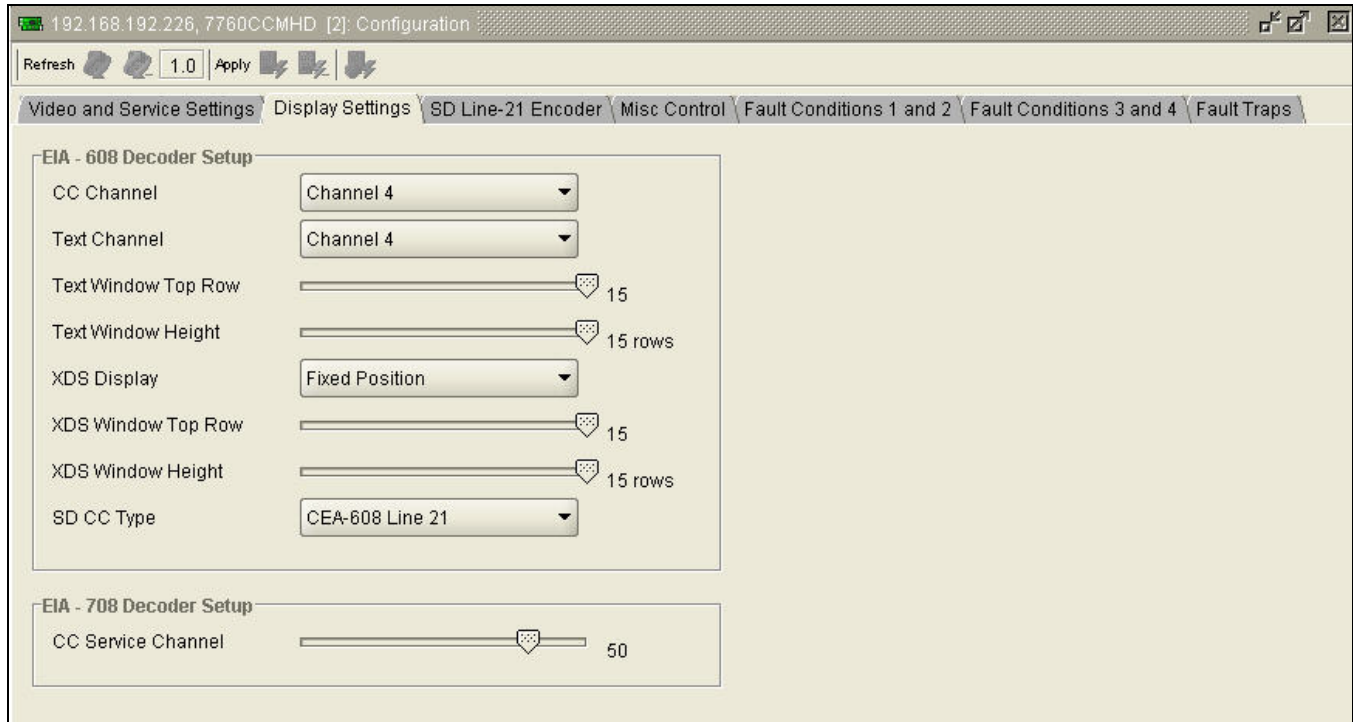 192.168.192.226, 7760CCMHD [2]: Configuration
Refresh 1.0 Apply
Video and Service Settings Display Settings SD Line-21 Encoder Misc Control Fault Conditions 1 and 2 Fault Conditions 3 and 4 Fault Traps
EIA - 608 Decoder Setup
CC Channel Channel 4
Text Channel Channel 4
Text Window Top Row 15
Text Window Height 15 rows
XDS Display Fixed Position
XDS Window Top Row 15
XDS Window Height 15 rows
SD CC Type CEA-608 Line 21
EIA - 708 Decoder Setup
CC Service Channel 50